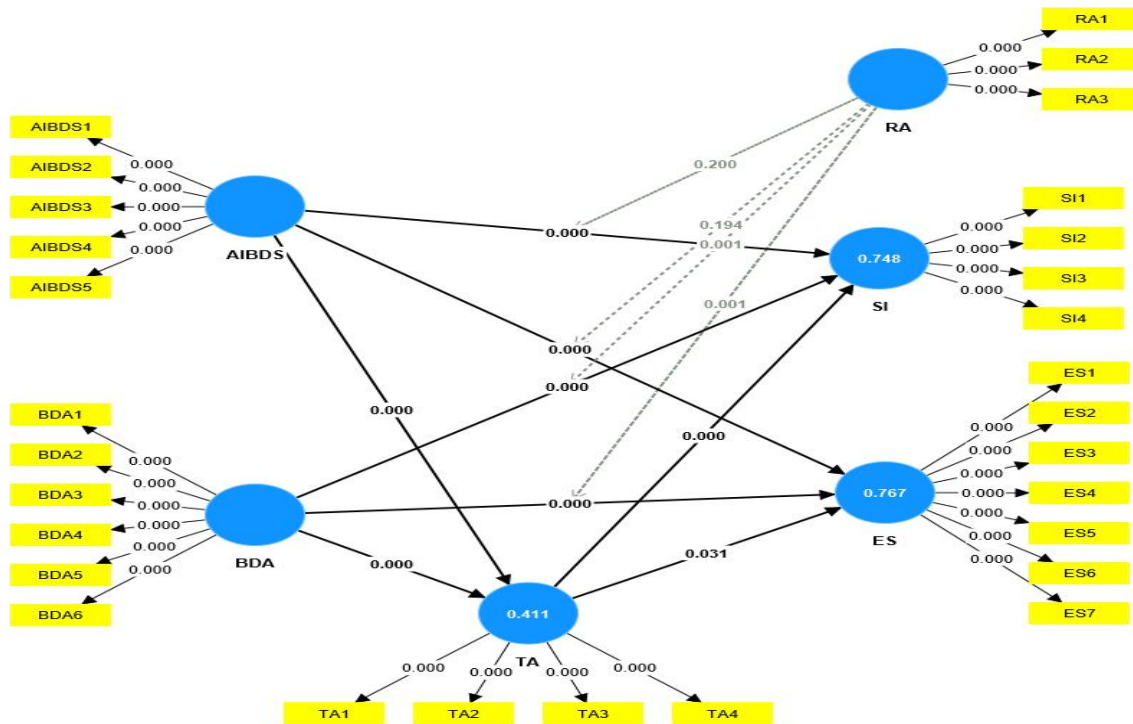 RA1
0.000
RA2
0.000
RA3
0.000
RA
AIBDS1
0.000
AIBDS2
0.000
AIBDS3
0.000
AIBDS4
0.000
AIBDS5
0.000
AIBDS
0.200
0.194
0.001
0.001
0.000
0.000
0.000
0.000
0.000
0.000
SI1
0.000
SI2
0.000
SI3
0.000
SI4
0.000
0.748
SI
BDA1
0.000
BDA2
0.000
BDA3
0.000
BDA4
0.000
BDA5
0.000
BDA6
0.000
BDA
0.000
0.031
ES1
0.000
ES2
0.000
ES3
0.000
ES4
0.000
ES5
0.000
ES6
0.000
ES7
0.000
0.767
ES
0.411
TA
0.000
0.000
0.000
0.000
TA1
TA2
TA3
TA4